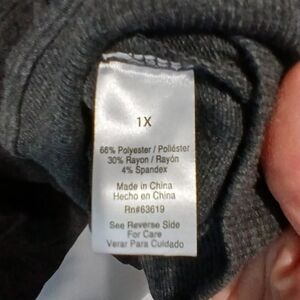 1X
66% Polyester / Poliéster
30% Rayon / Rayón
4% Spandex
Made in China
Hecho en China
Rn#63619
See Reverse Side
For Care
Verar Para Cuidado